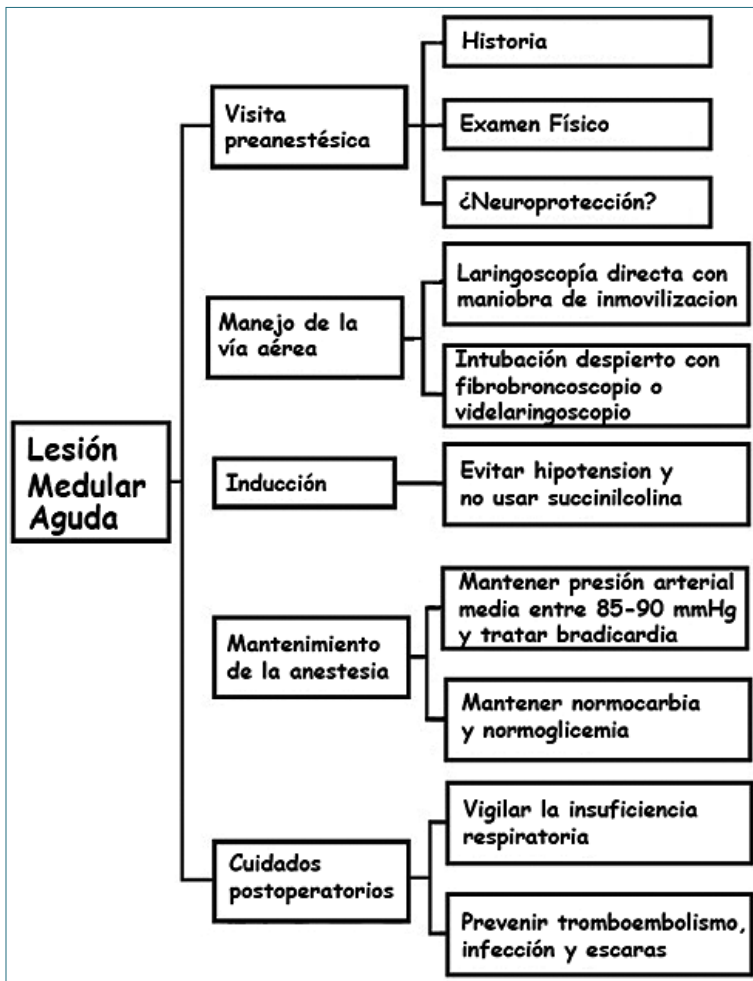 Lesión
Medular
Aguda
Visita
preanestésica
Historia
Examen Físico
¿Neuroprotección?
Manejo de la
vía aérea
Laringoscopía directa con
maniobra de inmovilizacion
Intubación despierto con
fibrobroncoscopio o
videlaringoscopio
Inducción
Evitar hipotension y
no usar succinilcolina
Mantenimiento
de la anestesia
Mantener presión arterial
media entre 85-90 mmHg
y tratar bradicardia
Mantener normocarbia
y normoglicemia
Cuidados
postoperatorios
Vigilar la insuficiencia
respiratoria
Prevenir tromboembolismo,
infección y escaras